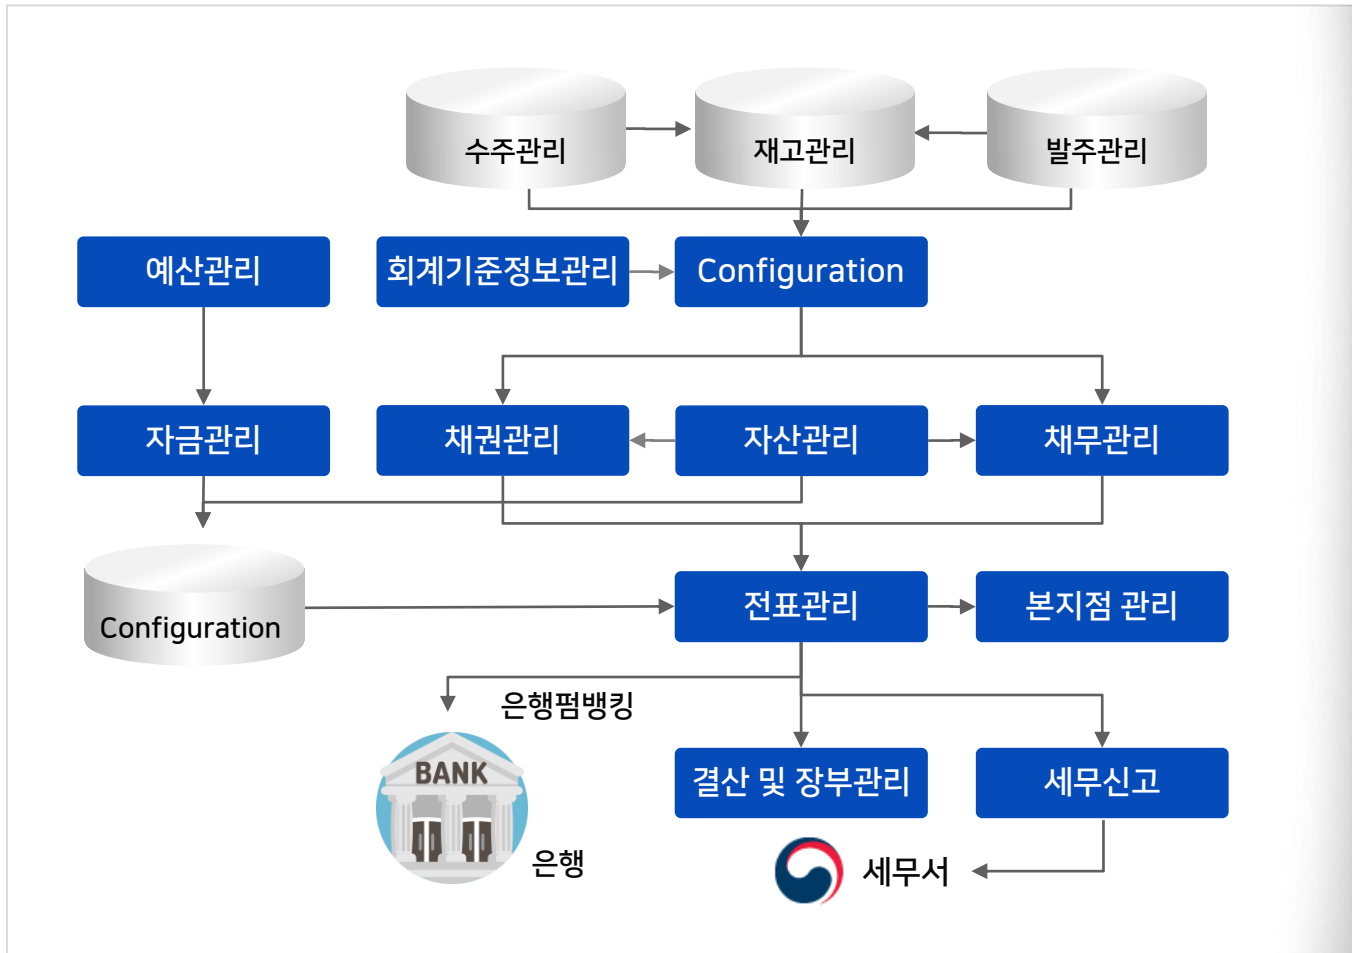 수주관리
재고관리
발주관리
예산관리
회계기준정보관리
Configuration
자금관리
채권관리
자산관리
채무관리
Configuration
전표관리
본지점 관리
은행펌뱅킹
BANK
은행
결산 및 장부관리
세무신고
세무서